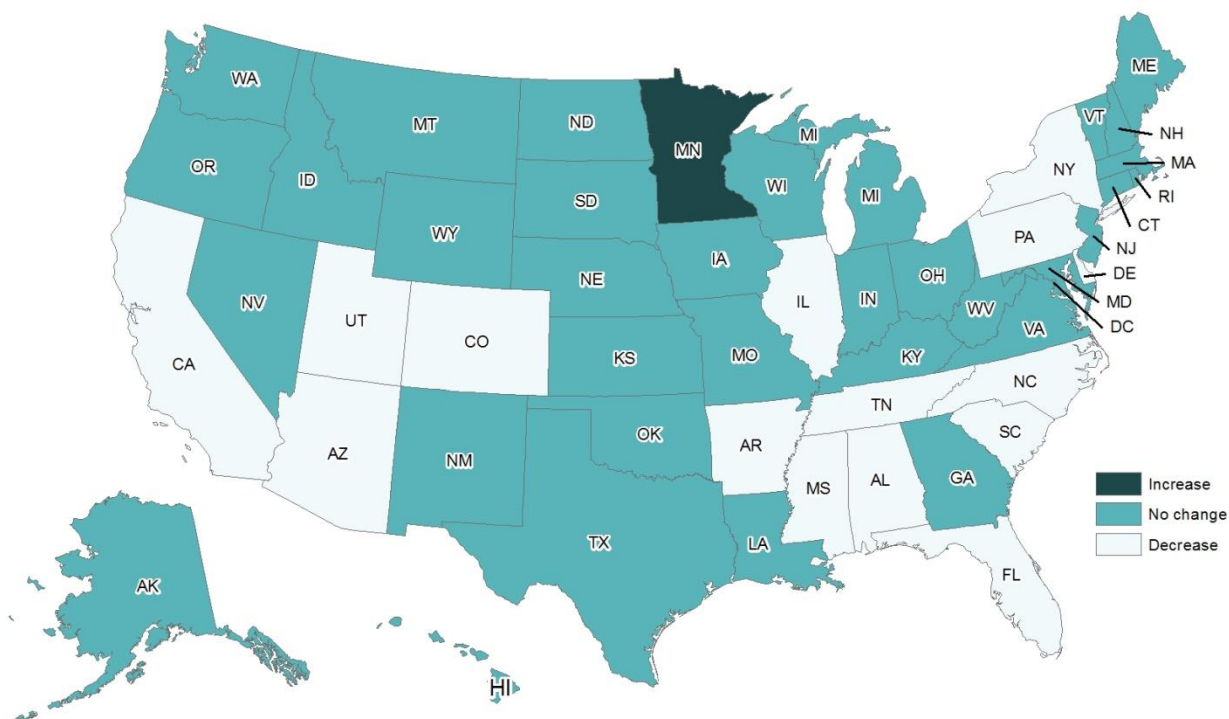 WA
MT
ND
MN
MI
ME
VT
NH
MA
RI
CT
NJ
DE
MD
DC
OR
ID
WY
SD
WI
MI
NY
PA
NE
IA
IL
IN
OH
WV
VA
KY
NV
UT
CO
KS
MO
CA
AZ
NM
OK
AR
TN
NC
SC
MS
AL
GA
TX
LA
FL
AK
HI
Increase
No change
Decrease